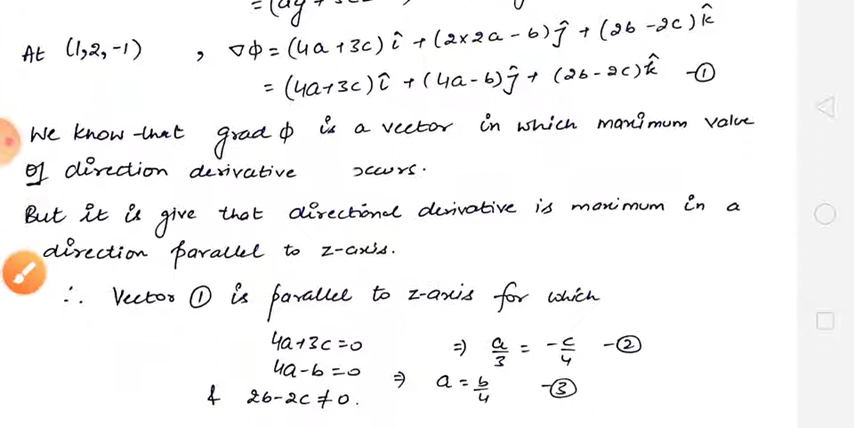 = (ay
At (1,2,-1) , ∇ϕ = (4a+3c)î + (2×2a-b)ĵ + (2b-2c)k̂
= (4a+3c)î + (4a-b)ĵ + (2b-2c)k̂ -①
We know that grad ϕ is a vector in which maximum value
of direction derivative occurs.
But it is give that directional derivative is maximum in a
direction parallel to z-axis.
∴ Vector ① is parallel to z-axis for which
4a+3c=0 ⇒ a/3 = -c/4 -②
4a-b=0 ⇒ a = b/4 -③
& 2b-2c≠0.